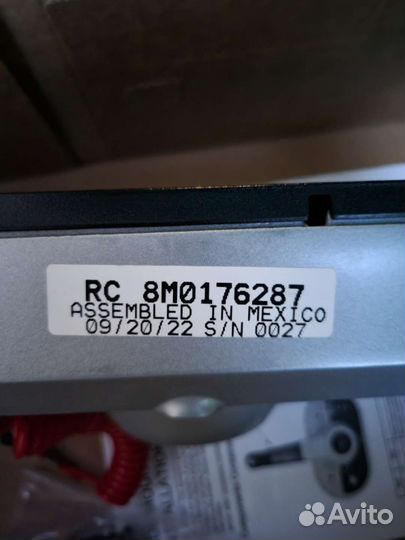 RC 8M0176287
ASSEMBLED IN MEXICO
09/20/22 S/N 0027
Avito